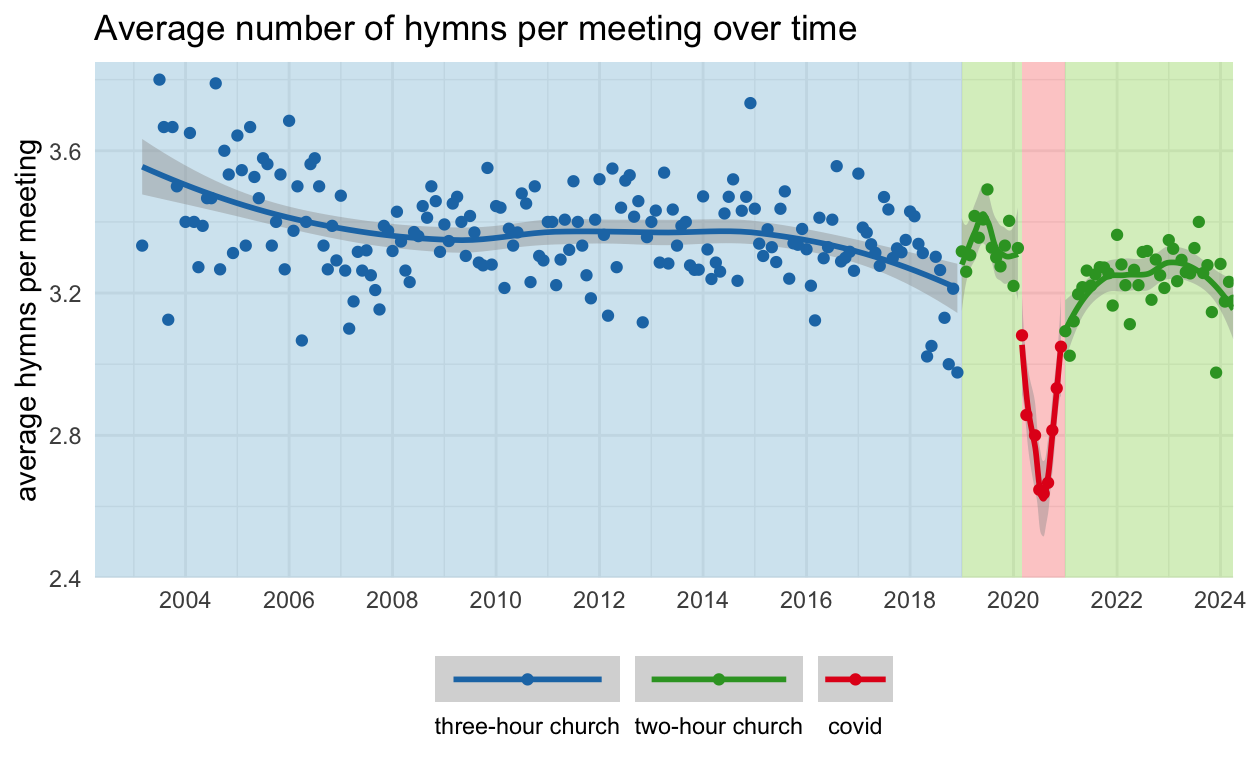 Average number of hymns per meeting over time
average hymns per meeting
3.6
3.2
2.8
2.4
2004 2006 2008 2010 2012 2014 2016 2018 2020 2022 2024
three-hour church two-hour church covid